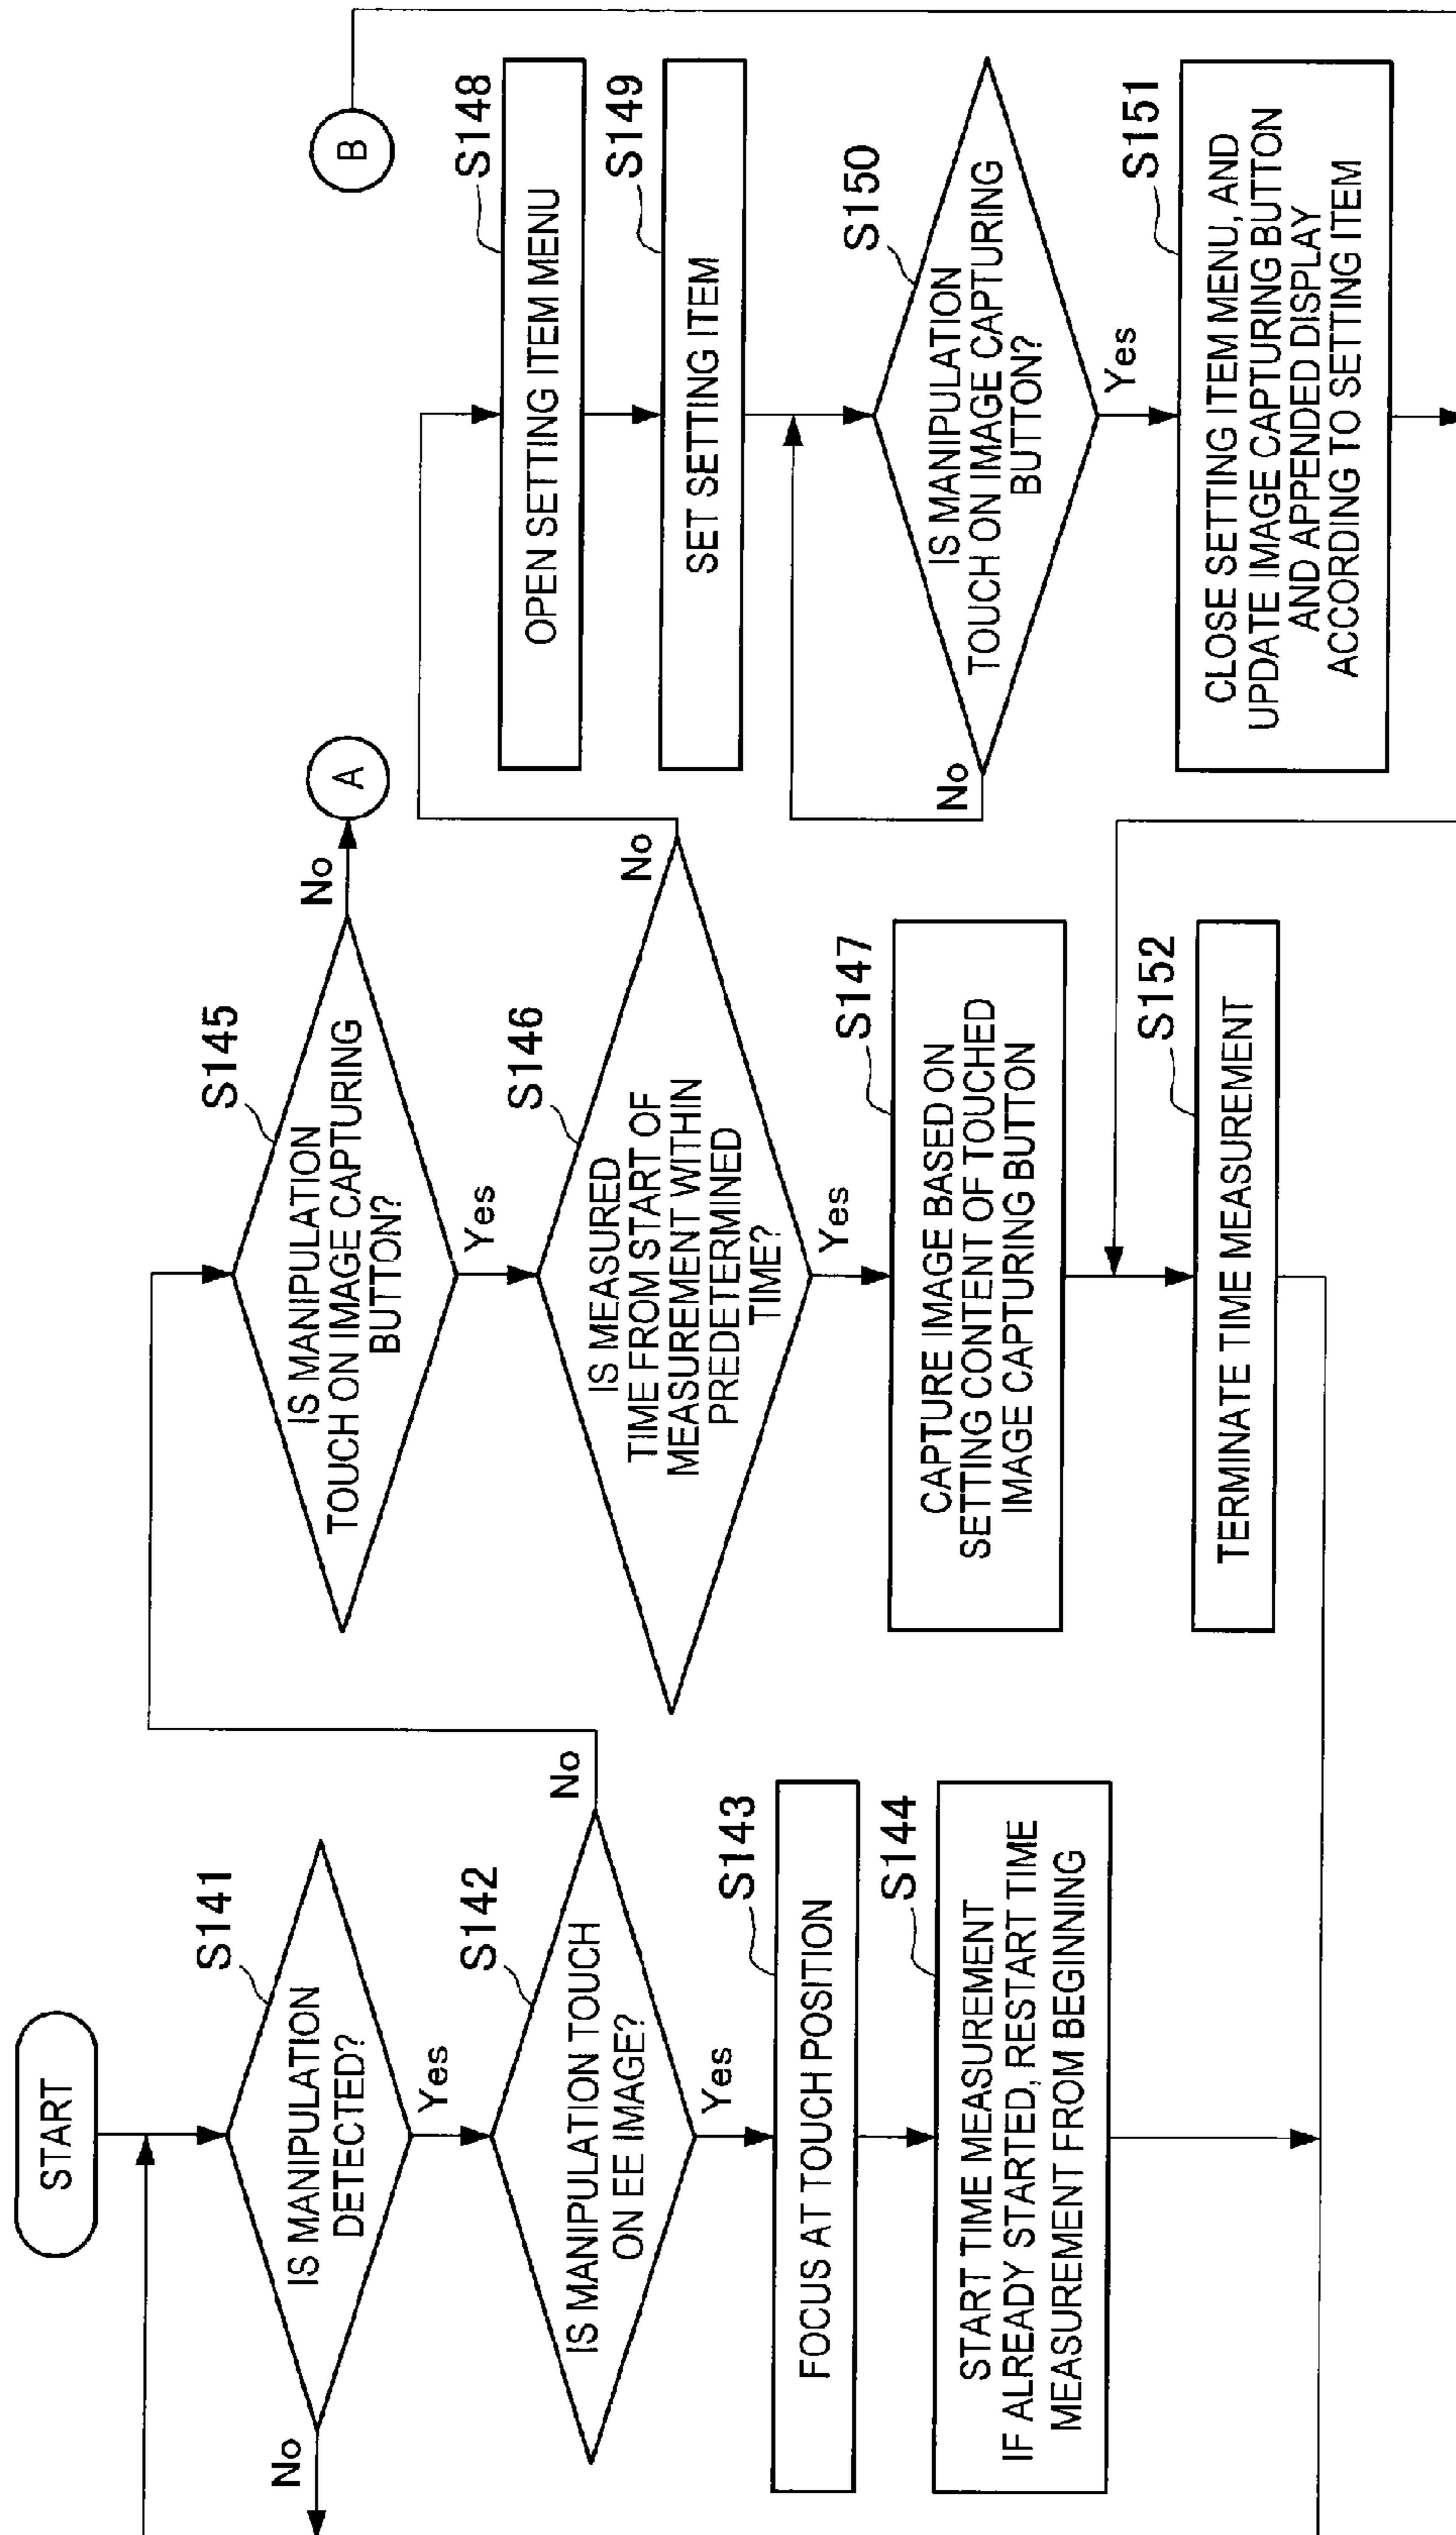 START
S141
IS MANIPULATION
DETECTED?
No
Yes
S142
IS MANIPULATION TOUCH
ON EE IMAGE?
No
Yes
S143
FOCUS AT TOUCH POSITION
S144
START TIME MEASUREMENT
IF ALREADY STARTED, RESTART TIME
MEASUREMENT FROM BEGINNING
S145
IS MANIPULATION
TOUCH ON IMAGE CAPTURING
BUTTON?
No
A
Yes
S146
IS MEASURED
TIME FROM START OF
MEASUREMENT WITHIN
PREDETERMINED
TIME?
No
Yes
S147
CAPTURE IMAGE BASED ON
SETTING CONTENT OF TOUCHED
IMAGE CAPTURING BUTTON
S152
TERMINATE TIME MEASUREMENT
B
S148
OPEN SETTING ITEM MENU
S149
SET SETTING ITEM
S150
IS MANIPULATION
TOUCH ON IMAGE CAPTURING
BUTTON?
No
Yes
S151
CLOSE SETTING ITEM MENU, AND
UPDATE IMAGE CAPTURING BUTTON
AND APPENDED DISPLAY
ACCORDING TO SETTING ITEM